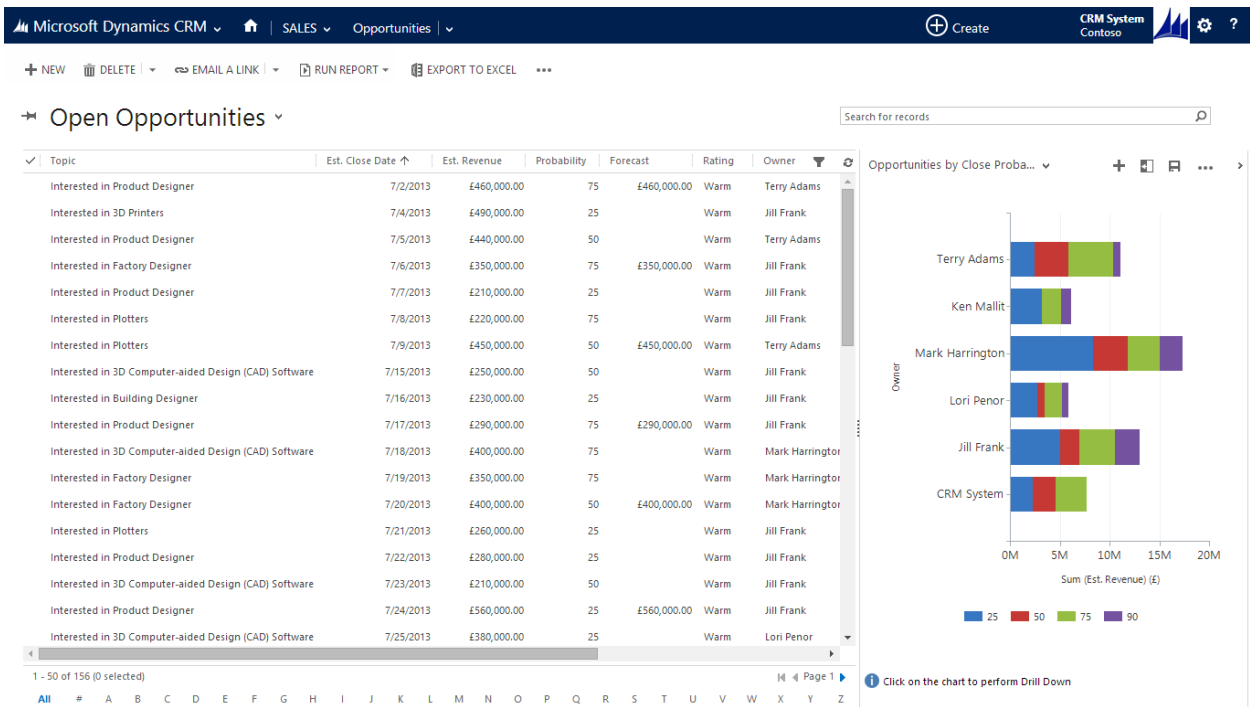 Microsoft Dynamics CRM SALES Opportunities Create CRM System Contoso ?
NEW DELETE EMAIL A LINK RUN REPORT EXPORT TO EXCEL •••
Open Opportunities
Search for records
Topic Est. Close Date Est. Revenue Probability Forecast Rating Owner
Interested in Product Designer 7/2/2013 £460,000.00 75 £460,000.00 Warm Terry Adams
Interested in 3D Printers 7/4/2013 £490,000.00 25 Warm Jill Frank
Interested in Product Designer 7/5/2013 £440,000.00 50 Warm Terry Adams
Interested in Factory Designer 7/6/2013 £350,000.00 75 £350,000.00 Warm Jill Frank
Interested in Product Designer 7/7/2013 £210,000.00 25 Warm Jill Frank
Interested in Plotters 7/8/2013 £220,000.00 75 Warm Jill Frank
Interested in Plotters 7/9/2013 £450,000.00 50 £450,000.00 Warm Terry Adams
Interested in 3D Computer-aided Design (CAD) Software 7/15/2013 £250,000.00 50 Warm Jill Frank
Interested in Building Designer 7/16/2013 £230,000.00 25 Warm Jill Frank
Interested in Product Designer 7/17/2013 £290,000.00 75 £290,000.00 Warm Jill Frank
Interested in 3D Computer-aided Design (CAD) Software 7/18/2013 £400,000.00 75 Warm Mark Harringtor
Interested in Factory Designer 7/19/2013 £350,000.00 75 Warm Mark Harringtor
Interested in Factory Designer 7/20/2013 £400,000.00 50 £400,000.00 Warm Mark Harringtor
Interested in Plotters 7/21/2013 £260,000.00 25 Warm Jill Frank
Interested in Product Designer 7/22/2013 £280,000.00 25 Warm Jill Frank
Interested in 3D Computer-aided Design (CAD) Software 7/23/2013 £210,000.00 50 Warm Jill Frank
Interested in Product Designer 7/24/2013 £560,000.00 25 £560,000.00 Warm Jill Frank
Interested in 3D Computer-aided Design (CAD) Software 7/25/2013 £380,000.00 25 Warm Lori Penor
1 - 50 of 156 (0 selected) Page 1
All # A B C D E F G H I J K L M N O P Q R S T U V W X Y Z
Opportunities by Close Proba... •••
Terry Adams
Ken Mallit
Mark Harrington
Lori Penor
Jill Frank
CRM System
Owner
0M 5M 10M 15M 20M
Sum (Est. Revenue) (£)
25 50 75 90
Click on the chart to perform Drill Down